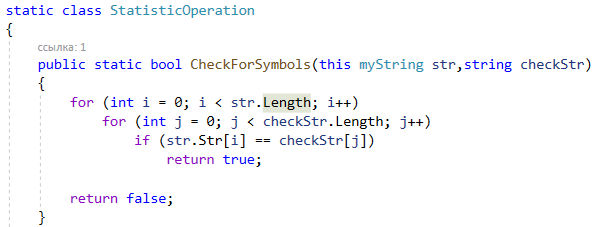 static class StatisticOperation
{
ссылка: 1
public static bool CheckForSymbols(this myString str,string checkStr)
{
for (int i = 0; i < str.Length; i++)
for (int j = 0; j < checkStr.Length; j++)
if (str.Str[i] == checkStr[j])
return true;
return false;
}